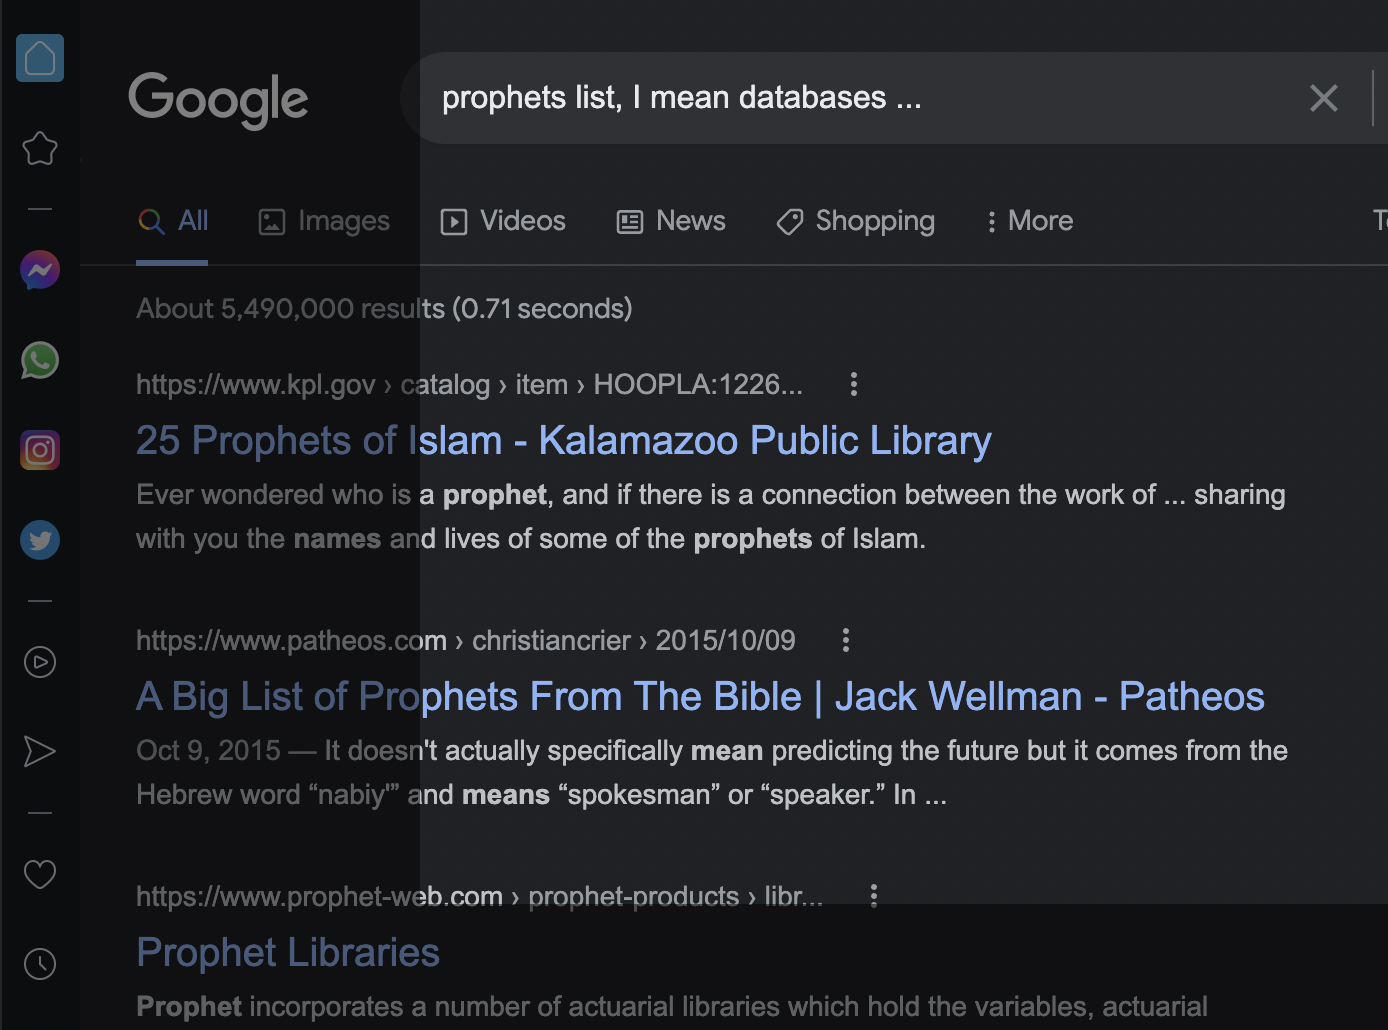 Google
prophets list, I mean databases ...
All Images Videos News Shopping More
About 5,490,000 results (0.71 seconds)
https://www.kpl.gov › catalog › item › HOOPLA:1226...
25 Prophets of Islam - Kalamazoo Public Library
Ever wondered who is a prophet, and if there is a connection between the work of ... sharing
with you the names and lives of some of the prophets of Islam.
https://www.patheos.com › christiancrier › 2015/10/09
A Big List of Prophets From The Bible | Jack Wellman - Patheos
Oct 9, 2015 — It doesn't actually specifically mean predicting the future but it comes from the
Hebrew word “nabiy'” and means “spokesman” or “speaker.” In ...
https://www.prophet-web.com › prophet-products › libr...
Prophet Libraries
Prophet incorporates a number of actuarial libraries which hold the variables, actuarial